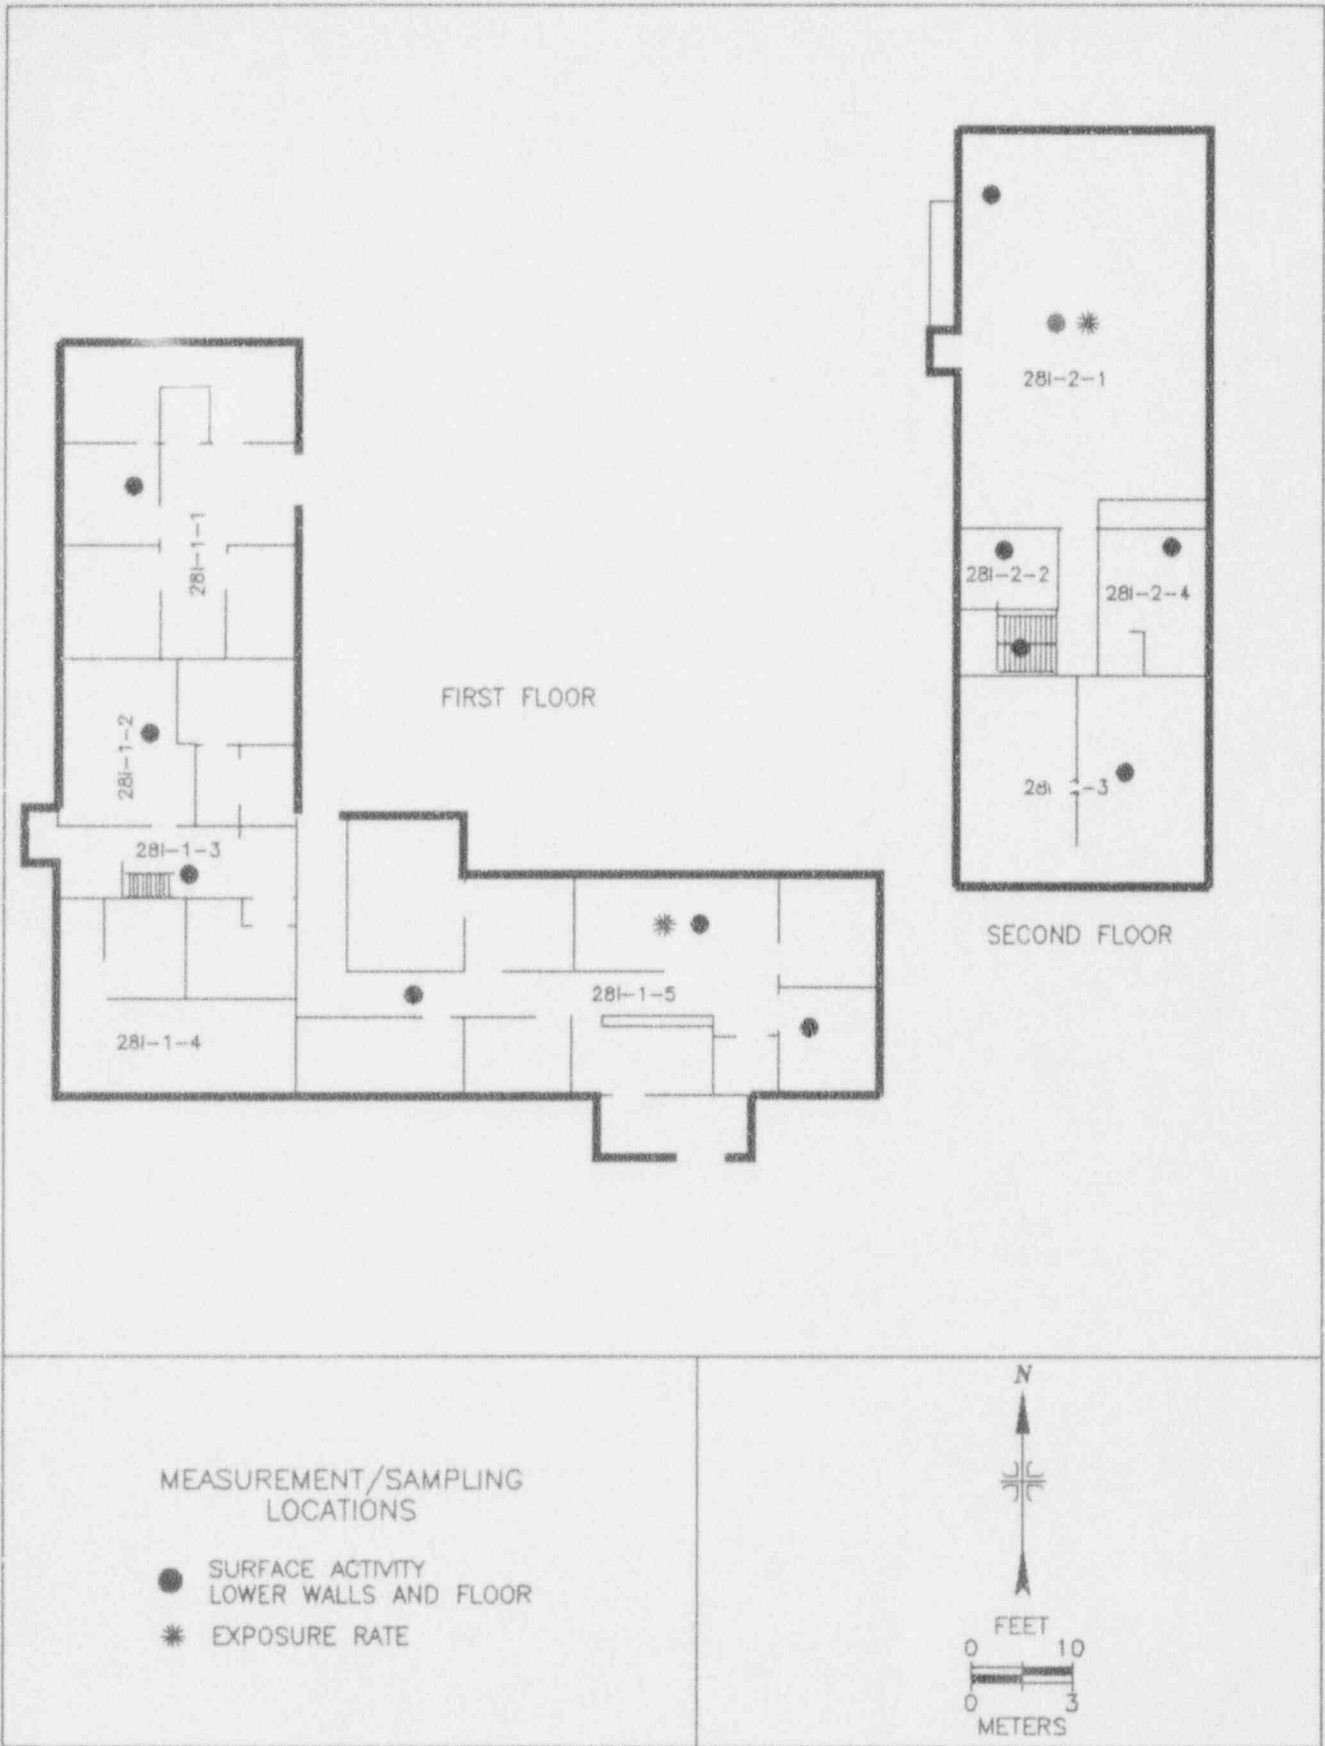 28I-2-1
28I-1-1
28I-2-2
28I-2-4
FIRST FLOOR
28I-1-2
28I -3
28I-1-3
SECOND FLOOR
28I-1-5
28I-1-4
MEASUREMENT/SAMPLING
LOCATIONS
SURFACE ACTIVITY
LOWER WALLS AND FLOOR
EXPOSURE RATE
N
FEET
0 10
0 3
METERS